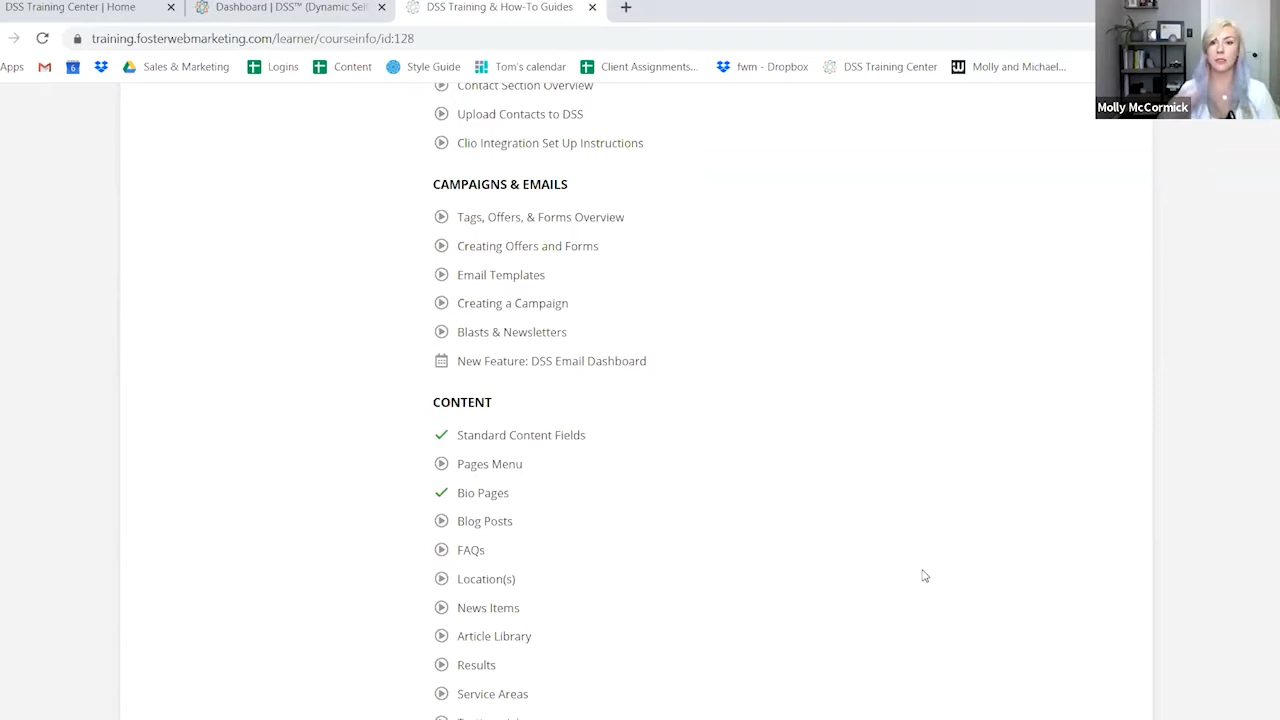 DSS Training Center | Home
Dashboard | DSS™ (Dynamic Sel
DSS Training & How-To Guides
training.fosterwebmarketing.com/learner/courseinfo/id:128
Apps
Sales & Marketing
Logins
Content
Style Guide
Tom's calendar
Client Assignments...
fwm - Dropbox
DSS Training Center
Molly and Michael...
Molly McCormick
Contact Section Overview
Upload Contacts to DSS
Clio Integration Set Up Instructions
CAMPAIGNS & EMAILS
Tags, Offers, & Forms Overview
Creating Offers and Forms
Email Templates
Creating a Campaign
Blasts & Newsletters
New Feature: DSS Email Dashboard
CONTENT
Standard Content Fields
Pages Menu
Bio Pages
Blog Posts
FAQs
Location(s)
News Items
Article Library
Results
Service Areas